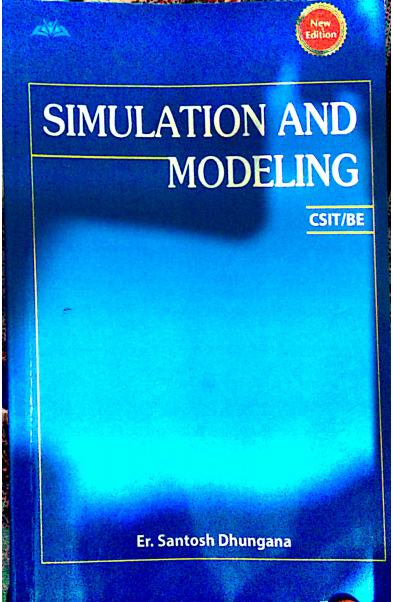 New
Edition
SIMULATION AND
MODELING
CSIT/BE
Er. Santosh Dhungana